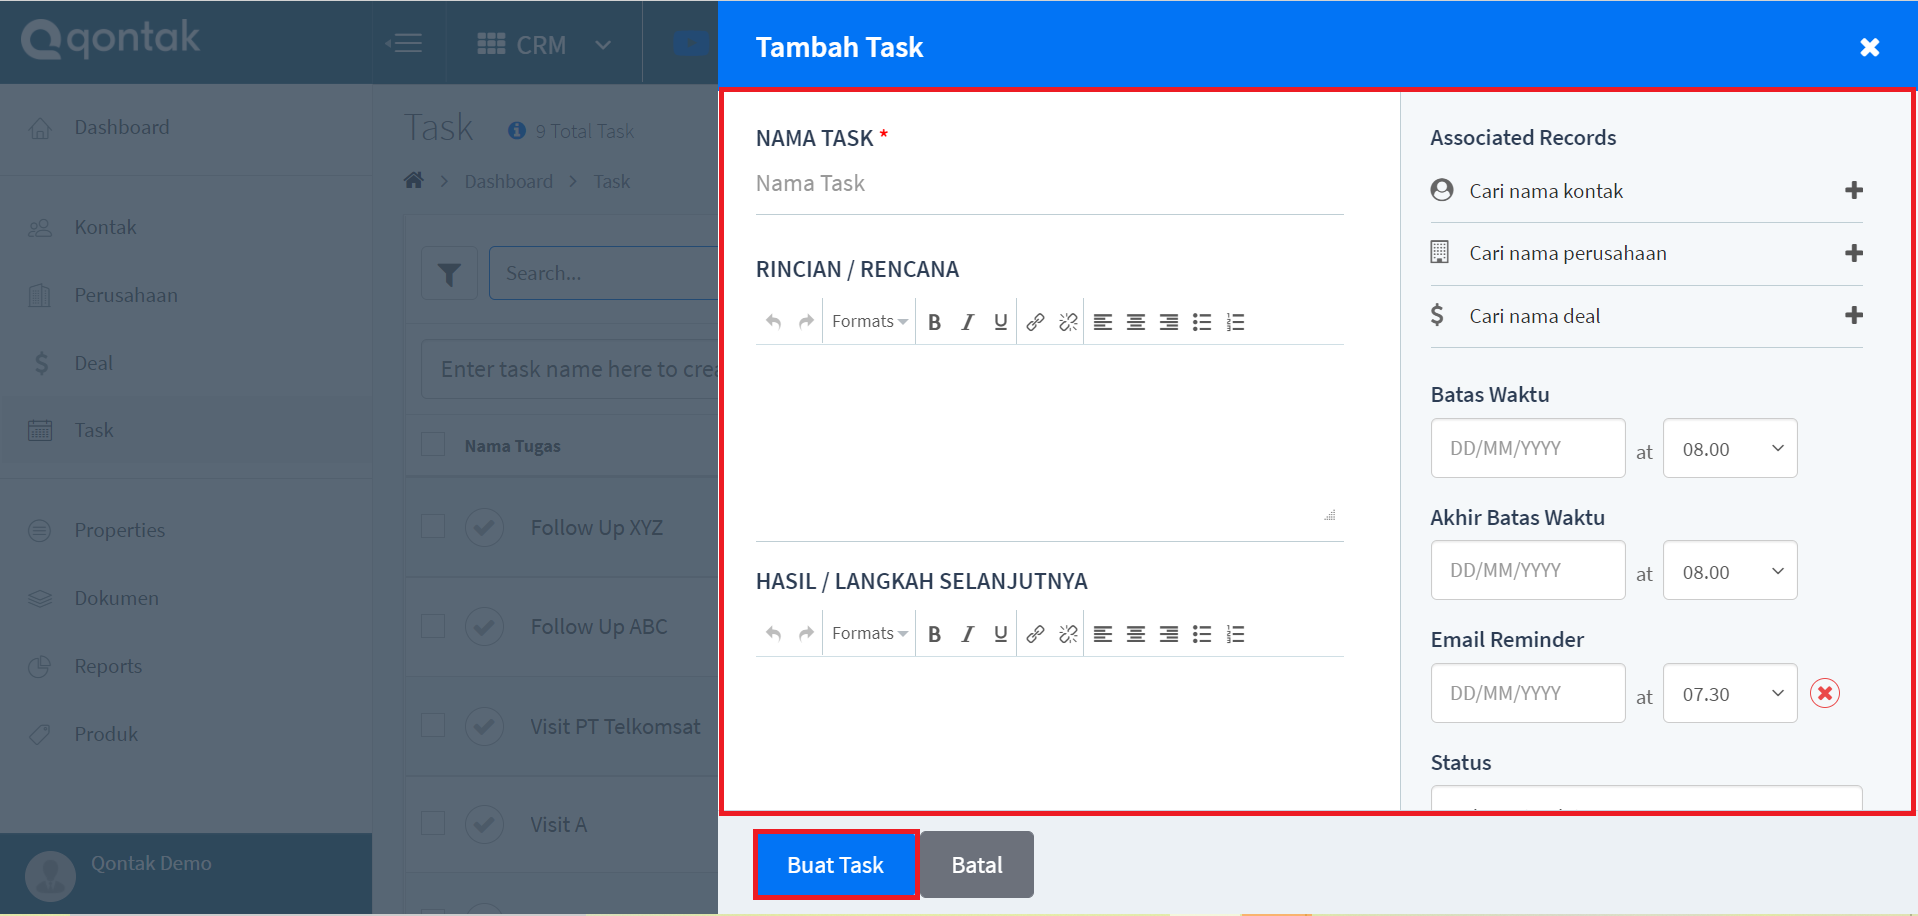 qontak
CRM
Dashboard
Kontak
Perusahaan
Deal
Task
Properties
Dokumen
Reports
Produk
Qontak Demo
Task
9 Total Task
Dashboard
Task
Search...
Enter task name here to crea
Nama Tugas
Follow Up XYZ
Follow Up ABC
Visit PT Telkomsat
Visit A
Tambah Task
NAMA TASK *
Nama Task
RINCIAN / RENCANA
Formats
HASIL / LANGKAH SELANJUTNYA
Formats
Associated Records
Cari nama kontak
Cari nama perusahaan
Cari nama deal
Batas Waktu
DD/MM/YYYY at 08.00
Akhir Batas Waktu
DD/MM/YYYY at 08.00
Email Reminder
DD/MM/YYYY at 07.30
Status
Buat Task
Batal